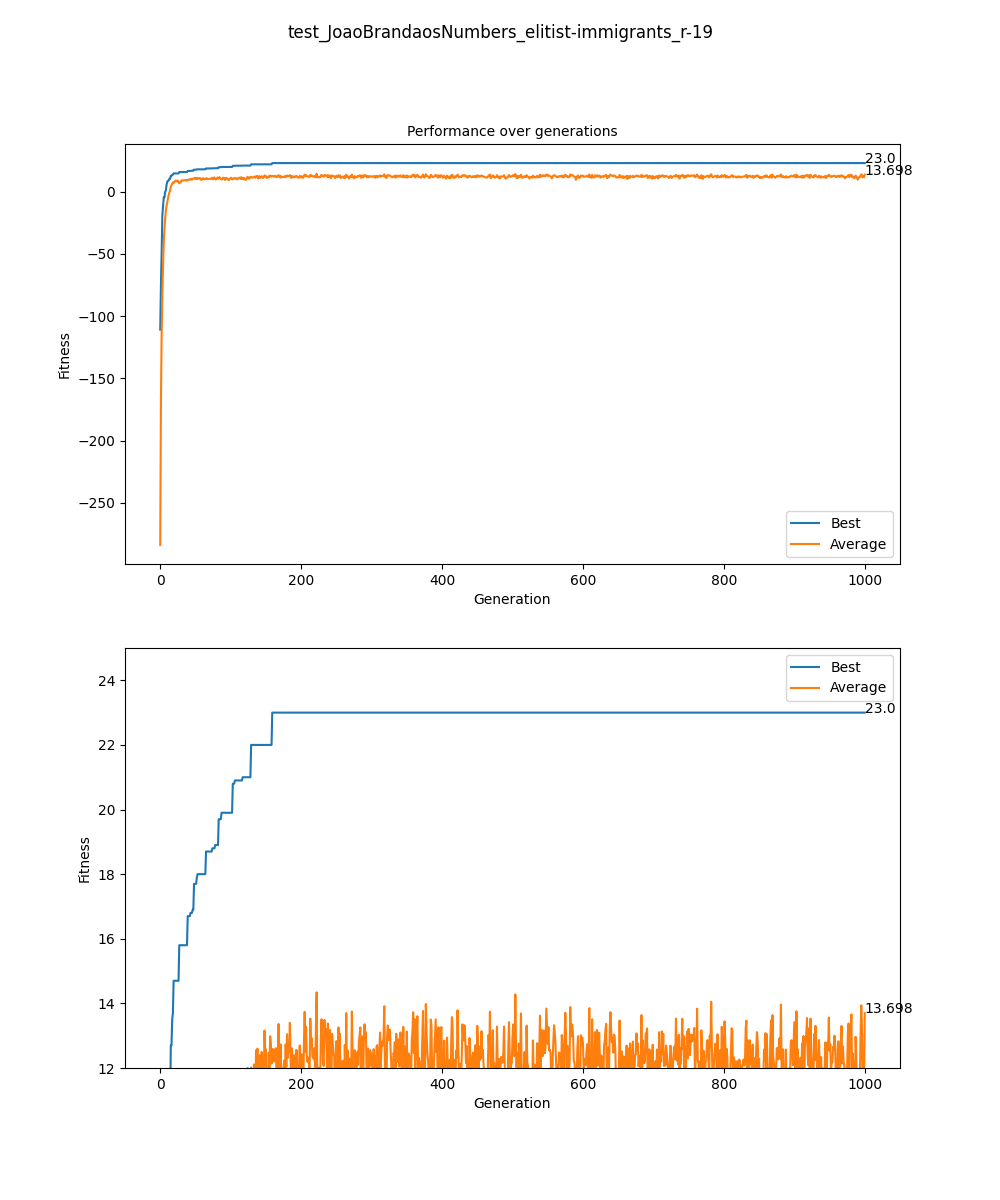 test_JoaoBrandaosNumbers_elitist-immigrants_r-19
Performance over generations
23.0
13.698
0
−50
−100
−150
−200
−250
Fitness
Best
Average
0 200 400 600 800 1000
Generation
24
22
20
18
16
14
12
Fitness
Best
Average
23.0
13.698
0 200 400 600 800 1000
Generation